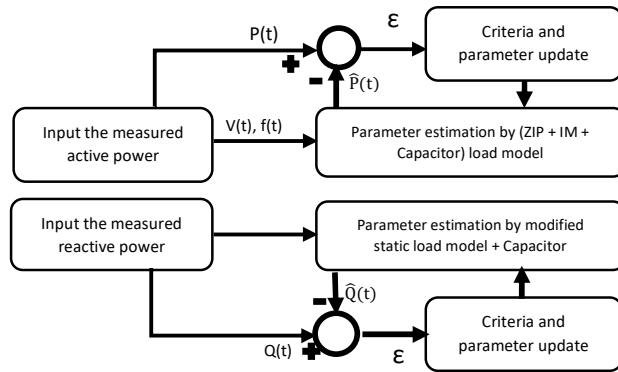 P(t)
ε
Criteria and
parameter update
+
-
P̂(t)
Input the measured
active power
V(t), f(t)
Parameter estimation by (ZIP + IM +
Capacitor) load model
Input the measured
reactive power
Parameter estimation by modified
static load model + Capacitor
-
Q̂(t)
Q(t)
+
ε
Criteria and
parameter update